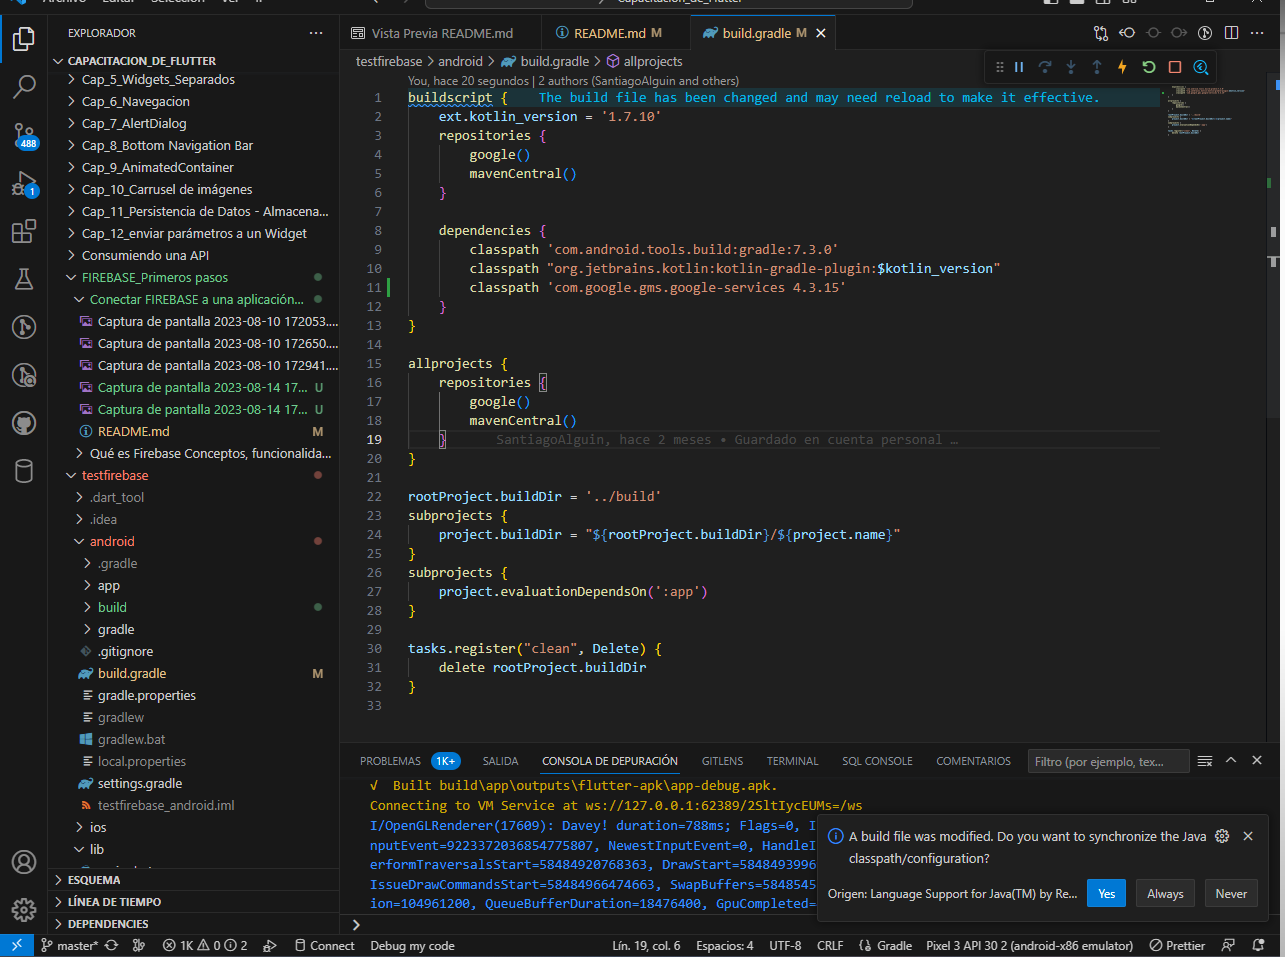 EXPLORADOR
CAPACITACION_DE_FLUTTER
Cap_5_Widgets_Separados
Cap_6_Navegacion
Cap_7_AlertDialog
Cap_8_Bottom Navigation Bar
Cap_9_AnimatedContainer
Cap_10_Carrusel de imágenes
Cap_11_Persistencia de Datos - Almacena...
Cap_12_enviar parámetros a un Widget
Consumiendo una API
FIREBASE_Primeros pasos
Conectar FIREBASE a una aplicación...
Captura de pantalla 2023-08-10 172053....
Captura de pantalla 2023-08-10 172650....
Captura de pantalla 2023-08-10 172941....
Captura de pantalla 2023-08-14 17... U
Captura de pantalla 2023-08-14 17... U
README.md M
Qué es Firebase Conceptos, funcionalida...
testfirebase
.dart_tool
.idea
android
.gradle
app
build
gradle
.gitignore
build.gradle M
gradle.properties
gradlew
gradlew.bat
local.properties
settings.gradle
testfirebase_android.iml
ios
lib
ESQUEMA
LÍNEA DE TIEMPO
DEPENDENCIES
488
1
Vista Previa README.md
README.md M
build.gradle M
testfirebase > android > build.gradle > allprojects
You, hace 20 segundos | 2 authors (SantiagoAlguin and others)
1 buildscript { The build file has been changed and may need reload to make it effective.
2 ext.kotlin_version = '1.7.10'
3 repositories {
4 google()
5 mavenCentral()
6 }
7
8 dependencies {
9 classpath 'com.android.tools.build:gradle:7.3.0'
10 classpath "org.jetbrains.kotlin:kotlin-gradle-plugin:$kotlin_version"
11 classpath 'com.google.gms.google-services 4.3.15'
12 }
13 }
14
15 allprojects {
16 repositories {
17 google()
18 mavenCentral()
19 } SantiagoAlguin, hace 2 meses • Guardado en cuenta personal …
20 }
21
22 rootProject.buildDir = '../build'
23 subprojects {
24 project.buildDir = "${rootProject.buildDir}/${project.name}"
25 }
26 subprojects {
27 project.evaluationDependsOn(':app')
28 }
29
30 tasks.register("clean", Delete) {
31 delete rootProject.buildDir
32 }
33
PROBLEMAS 1K+ SALIDA CONSOLA DE DEPURACIÓN GITLENS TERMINAL SQL CONSOLE COMENTARIOS Filtro (por ejemplo, tex...
√ Built build\app\outputs\flutter-apk\app-debug.apk.
Connecting to VM Service at ws://127.0.0.1:62389/2SltIycEUMs=/ws
I/OpenGLRenderer(17609): Davey! duration=788ms; Flags=0, I
nputEvent=9223372036854775807, NewestInputEvent=0, HandleI
erformTraversalsStart=58484920768363, DrawStart=5848493996
IssueDrawCommandsStart=58484966474663, SwapBuffers=5848545
ion=104961200, QueueBufferDuration=18476400, GpuCompleted=
A build file was modified. Do you want to synchronize the Java
classpath/configuration?
Origen: Language Support for Java(TM) by Re... Yes Always Never
master* 1K 0 2 Connect Debug my code Lín. 19, col. 6 Espacios: 4 UTF-8 CRLF Gradle Pixel 3 API 30 2 (android-x86 emulator) Prettier